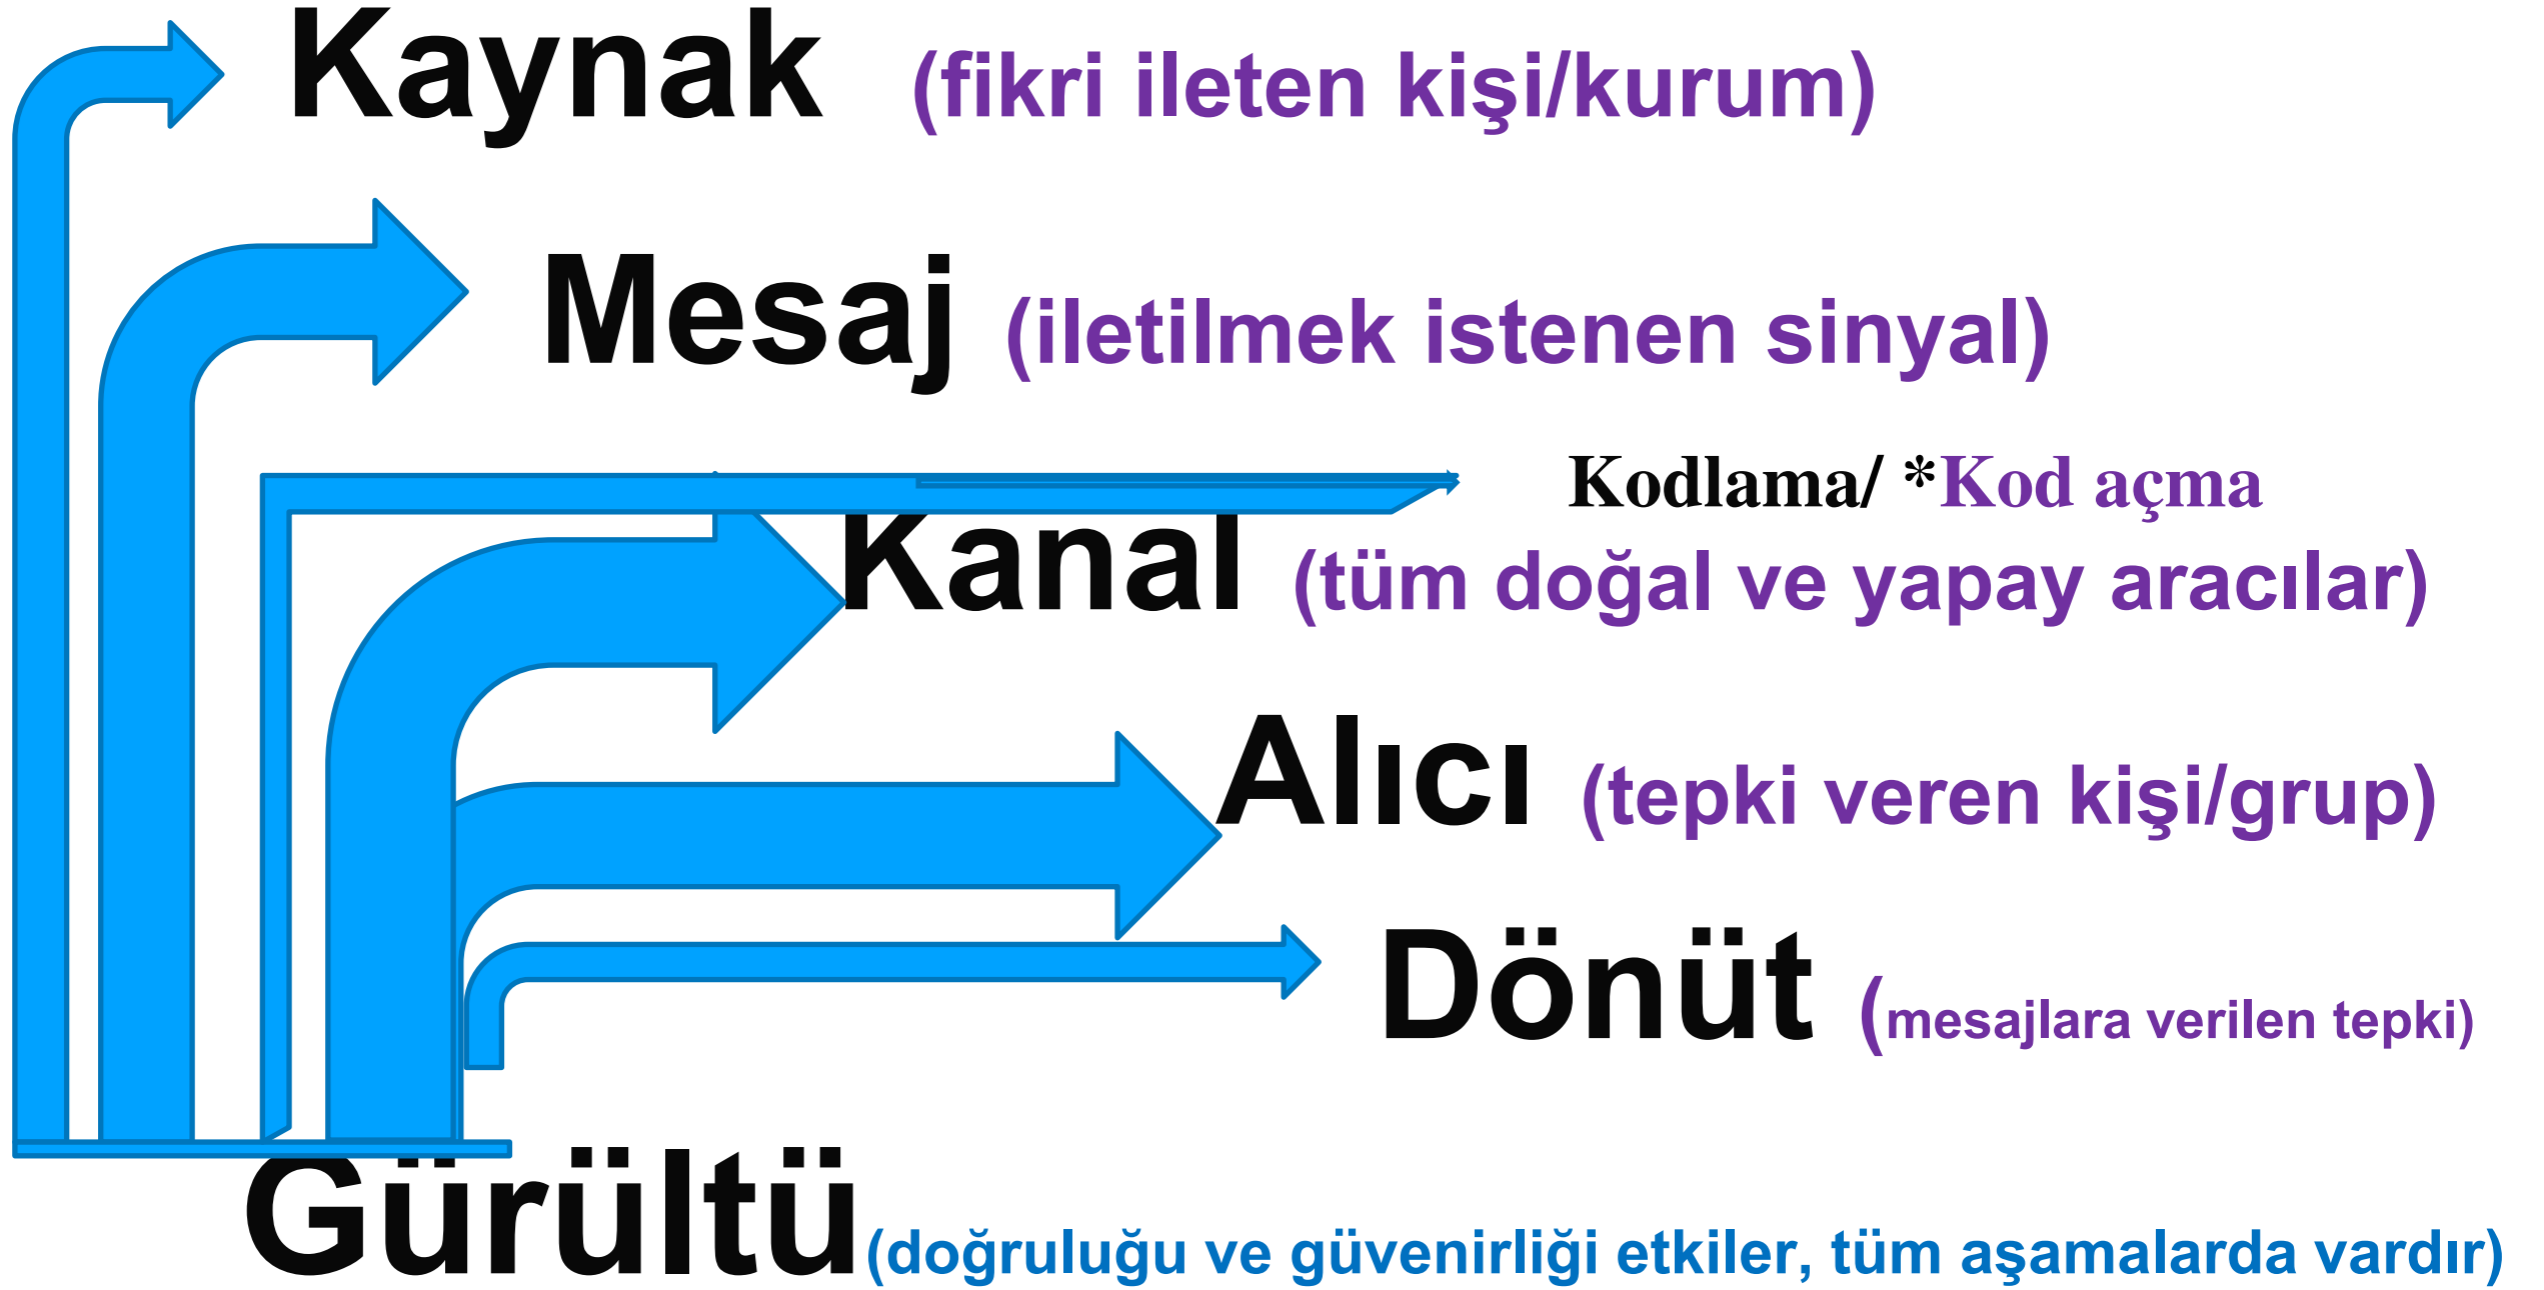 Kaynak (fikri ileten kişi/kurum)
Mesaj (iletilmek istenen sinyal)
Kodlama/ *Kod açma
Kanal (tüm doğal ve yapay aracılar)
Alıcı (tepki veren kişi/grup)
Dönüt (mesajlara verilen tepki)
Gürültü(doğruluğu ve güvenirliği etkiler, tüm aşamalarda vardır)